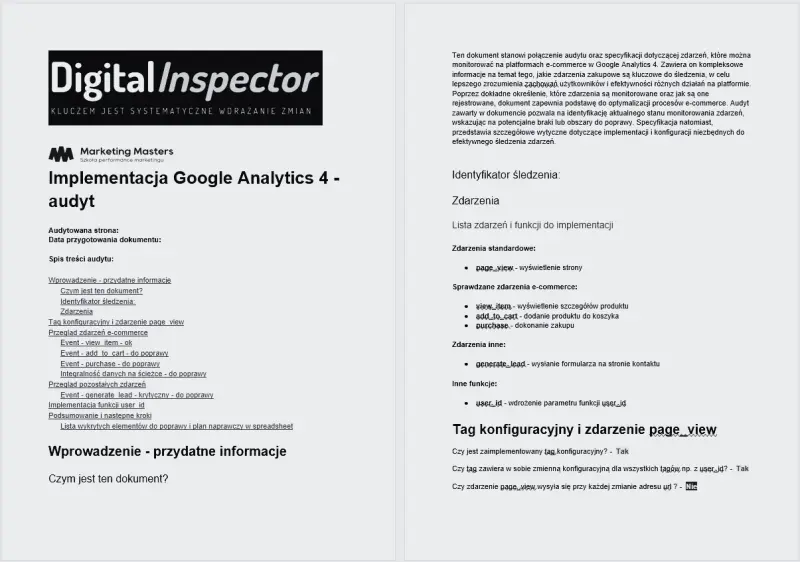 DigitalInspector
KLUCZEM JEST SYSTEMATYCZNE WDRAŻANIE ZMIAN
Marketing Masters
Szkoła performance marketingu
Implementacja Google Analytics 4 -
audyt
Audytowana strona:
Data przygotowania dokumentu:
Spis treści audytu:
Wprowadzenie - przydatne informacje
Czym jest ten dokument?
Identyfikator śledzenia:
Zdarzenia
Tag konfiguracyjny i zdarzenie page_view
Przegląd zdarzeń e-commerce
Event - view_item - ok
Event - add_to_cart - do poprawy
Event - purchase - do poprawy
Integralność danych na ścieżce - do poprawy
Przegląd pozostałych zdarzeń
Event - generate_lead - krytyczny - do poprawy
Implementacja funkcji user_id
Podsumowanie i następne kroki
Lista wykrytych elementów do poprawy i plan naprawczy w spreadsheet
Wprowadzenie - przydatne informacje
Czym jest ten dokument?
Ten dokument stanowi połączenie audytu oraz specyfikacji dotyczącej zdarzeń, które można
monitorować na platformach e-commerce w Google Analytics 4. Zawiera on kompleksowe
informacje na temat tego, jakie zdarzenia zakupowe są kluczowe do śledzenia, w celu
lepszego zrozumienia zachowań użytkowników i efektywności różnych działań na platformie.
Poprzez dokładne określenie, które zdarzenia są monitorowane oraz jak są one
rejestrowane, dokument zapewnia podstawę do optymalizacji procesów e-commerce. Audyt
zawarty w dokumencie pozwala na identyfikację aktualnego stanu monitorowania zdarzeń,
wskazując na potencjalne braki lub obszary do poprawy. Specyfikacja natomiast,
przedstawia szczegółowe wytyczne dotyczące implementacji i konfiguracji niezbędnych do
efektywnego śledzenia zdarzeń.
Identyfikator śledzenia:
Zdarzenia
Lista zdarzeń i funkcji do implementacji
Zdarzenia standardowe:
● page_view - wyświetlenie strony
Sprawdzane zdarzenia e-commerce:
● view_item - wyświetlenie szczegółów produktu
● add_to_cart - dodanie produktu do koszyka
● purchase - dokonanie zakupu
Zdarzenia inne:
● generate_lead - wysłanie formularza na stronie kontaktu
Inne funkcje:
● user_id - wdrożenie parametru funkcji user_id
Tag konfiguracyjny i zdarzenie page_view
Czy jest zaimplementowany tag konfiguracyjny? - Tak
Czy tag zawiera w sobie zmienną konfiguracyjną dla wszystkich tagów np. z user_id? - Tak
Czy zdarzenie page_view wysyła się przy każdej zmianie adresu url ? - Nie